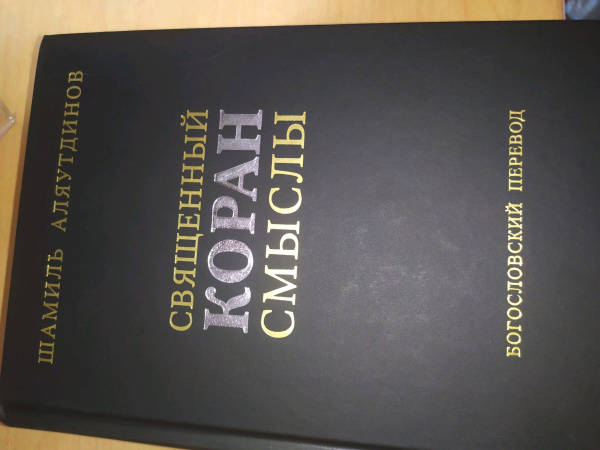 ШАМИЛЬ АЛЯУТДИНОВ
СВЯЩЕННЫЙ
КОРАН
СМЫСЛЫ
БОГОСЛОВСКИЙ ПЕРЕВОД